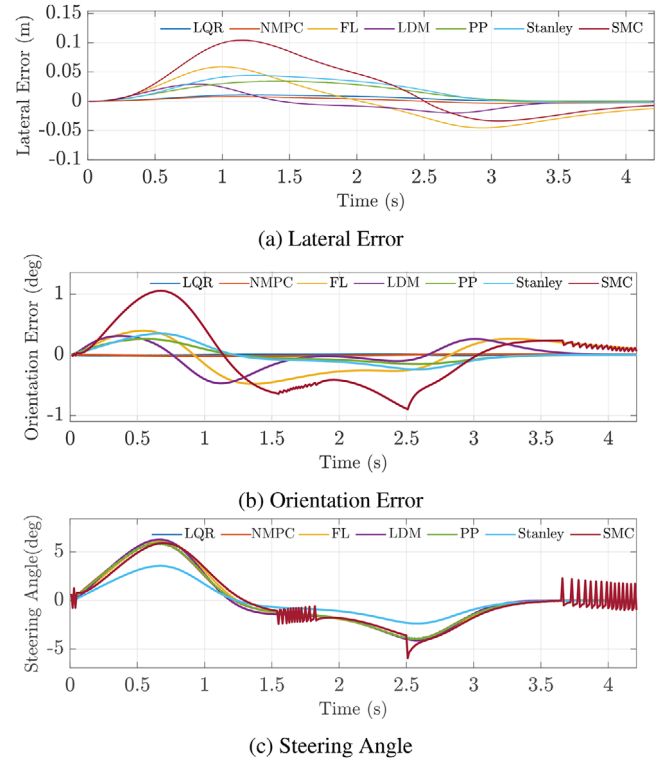 0.15
0.1
0.05
0
-0.05
-0.1
Lateral Error (m)
LQR NMPC FL LDM PP Stanley SMC
0 0.5 1 1.5 2 2.5 3 3.5 4
Time (s)
(a) Lateral Error
1
0
-1
Orientation Error (deg)
LQR NMPC FL LDM PP Stanley SMC
0 0.5 1 1.5 2 2.5 3 3.5 4
Time (s)
(b) Orientation Error
5
0
-5
Steering Angle(deg)
LQR NMPC FL LDM PP Stanley SMC
0 0.5 1 1.5 2 2.5 3 3.5 4
Time (s)
(c) Steering Angle